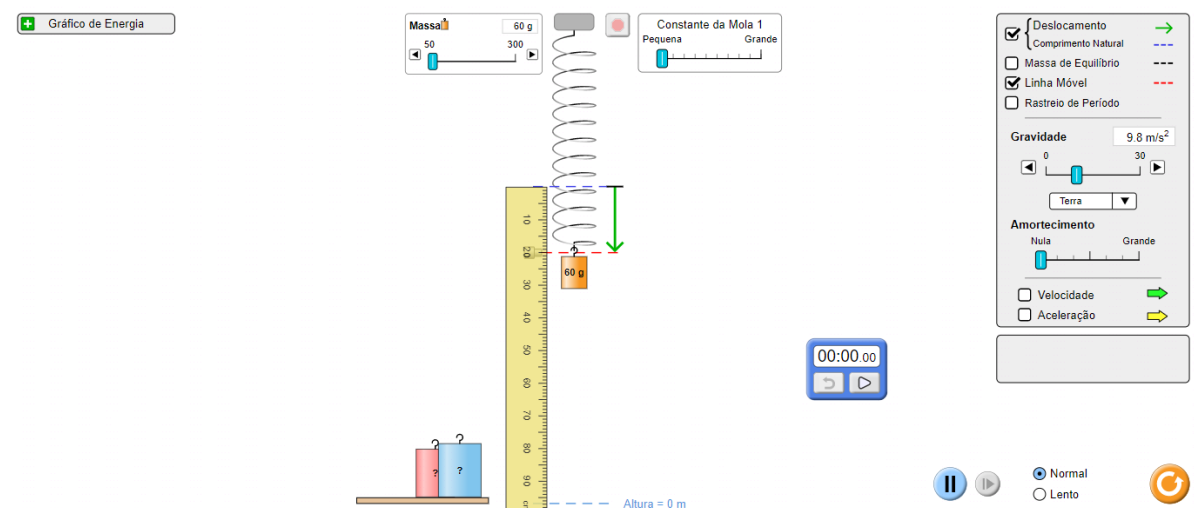 Gráfico de Energia
Massa 60 g
50 300
Constante da Mola 1
Pequena Grande
Deslocamento
Comprimento Natural
Massa de Equilíbrio
Linha Móvel
Rastreio de Período
Gravidade 9.8 m/s²
0 30
Terra
Amortecimento
Nula Grande
Velocidade
Aceleração
10
20
30
40
50
60
70
80
90
60 g
00:00.00
?
?
Altura = 0 m
Normal
Lento